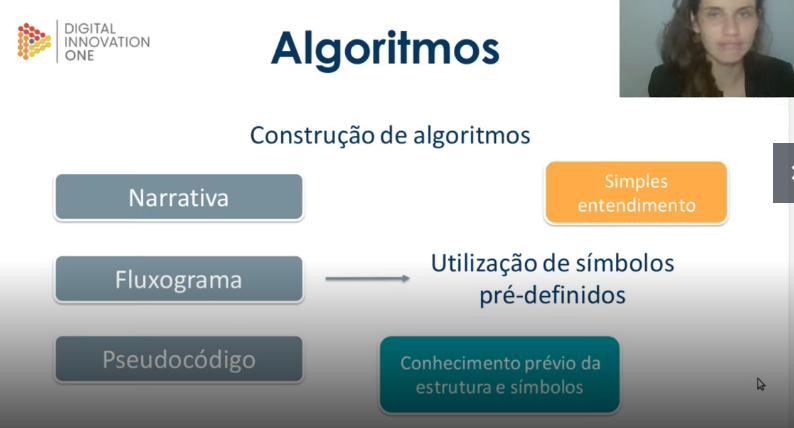 DIGITAL
INNOVATION
ONE
Algoritmos
Construção de algoritmos
Narrativa
Simples
entendimento
Fluxograma
Utilização de símbolos
pré-definidos
Pseudocódigo
Conhecimento prévio da
estrutura e símbolos